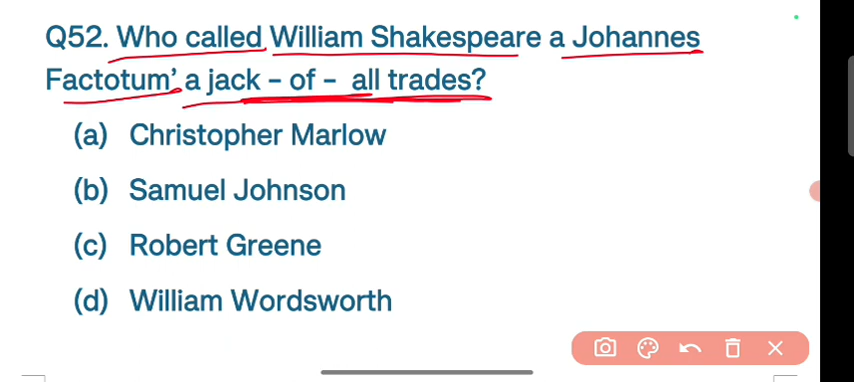 Q52. Who called William Shakespeare a Johannes
Factotum’ a jack – of – all trades?
(a) Christopher Marlow
(b) Samuel Johnson
(c) Robert Greene
(d) William Wordsworth